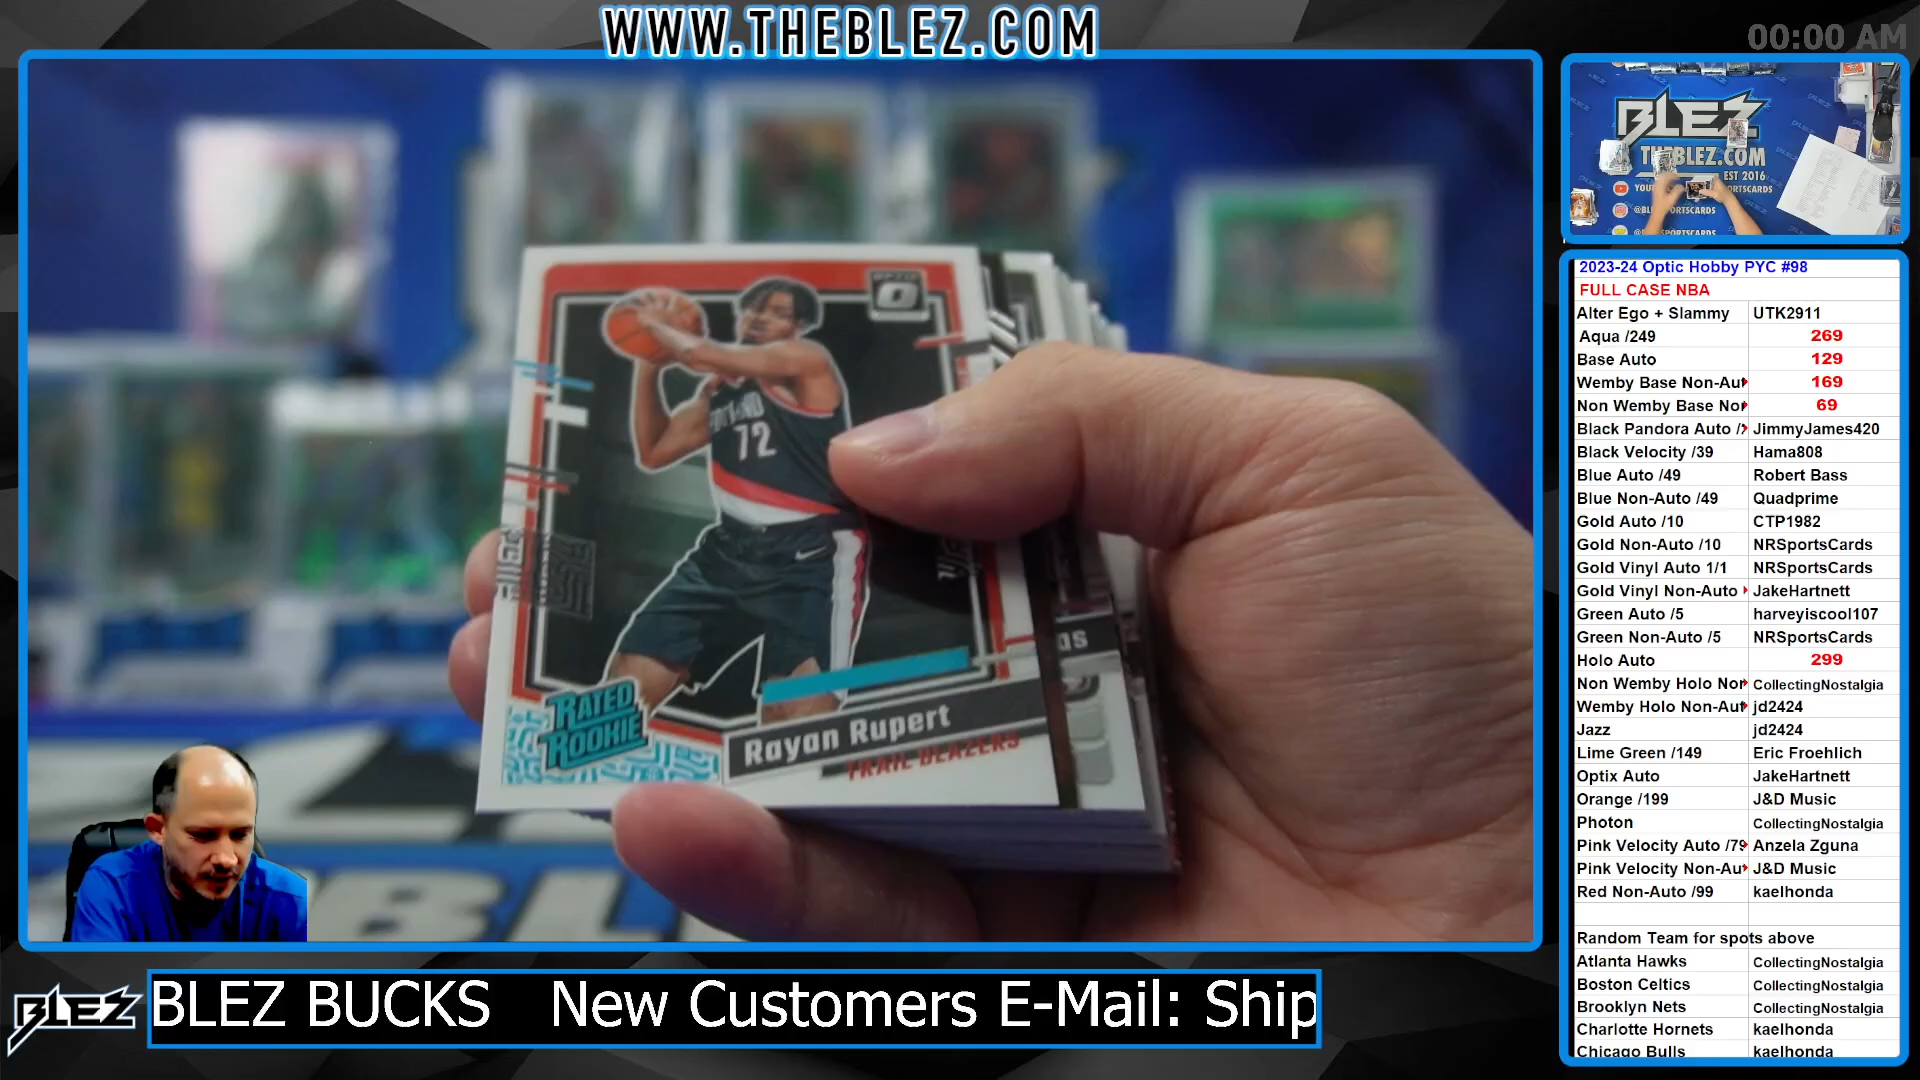 WWW.THEBLEZ.COM
00:00 AM
BLEZ
THEBLEZ.COM
EST 2016
OPTIC
PORTLAND
72
RATED
ROOKIE
Rayan Rupert
TRAIL BLAZERS
as
2023-24 Optic Hobby PYC #98
FULL CASE NBA
Alter Ego + Slammy UTK2911
Aqua /249 269
Base Auto 129
Wemby Base Non-Aut 169
Non Wemby Base Nor 69
Black Pandora Auto / JimmyJames420
Black Velocity /39 Hama808
Blue Auto /49 Robert Bass
Blue Non-Auto /49 Quadprime
Gold Auto /10 CTP1982
Gold Non-Auto /10 NRSportsCards
Gold Vinyl Auto 1/1 NRSportsCards
Gold Vinyl Non-Auto JakeHartnett
Green Auto /5 harveyiscool107
Green Non-Auto /5 NRSportsCards
Holo Auto 299
Non Wemby Holo Nor CollectingNostalgia
Wemby Holo Non-Aut jd2424
Jazz jd2424
Lime Green /149 Eric Froehlich
Optix Auto JakeHartnett
Orange /199 J&D Music
Photon CollectingNostalgia
Pink Velocity Auto /79 Anzela Zguna
Pink Velocity Non-Au J&D Music
Red Non-Auto /99 kaelhonda
Random Team for spots above
Atlanta Hawks CollectingNostalgia
Boston Celtics CollectingNostalgia
Brooklyn Nets CollectingNostalgia
Charlotte Hornets kaelhonda
Chicago Bulls kaelhonda
BLEZ
BLEZ BUCKS New Customers E-Mail: Ship